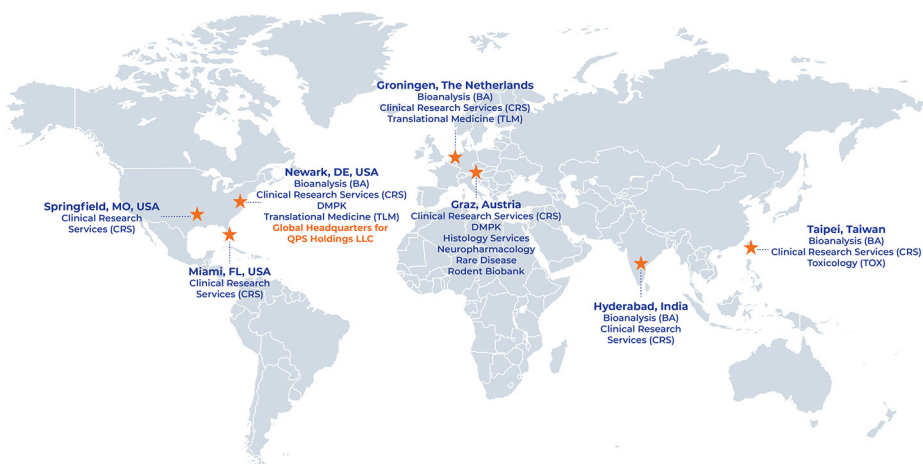 Groningen, The Netherlands
Bioanalysis (BA)
Clinical Research Services (CRS)
Translational Medicine (TLM)
Newark, DE, USA
Bioanalysis (BA)
Clinical Research Services (CRS)
DMPK
Translational Medicine (TLM)
Global Headquarters for
QPS Holdings LLC
Springfield, MO, USA
Clinical Research
Services (CRS)
Miami, FL, USA
Clinical Research
Services (CRS)
Graz, Austria
Clinical Research Services (CRS)
DMPK
Histology Services
Neuropharmacology
Rare Disease
Rodent Biobank
Taipei, Taiwan
Bioanalysis (BA)
Clinical Research Services (CRS)
Toxicology (TOX)
Hyderabad, India
Bioanalysis (BA)
Clinical Research
Services (CRS)